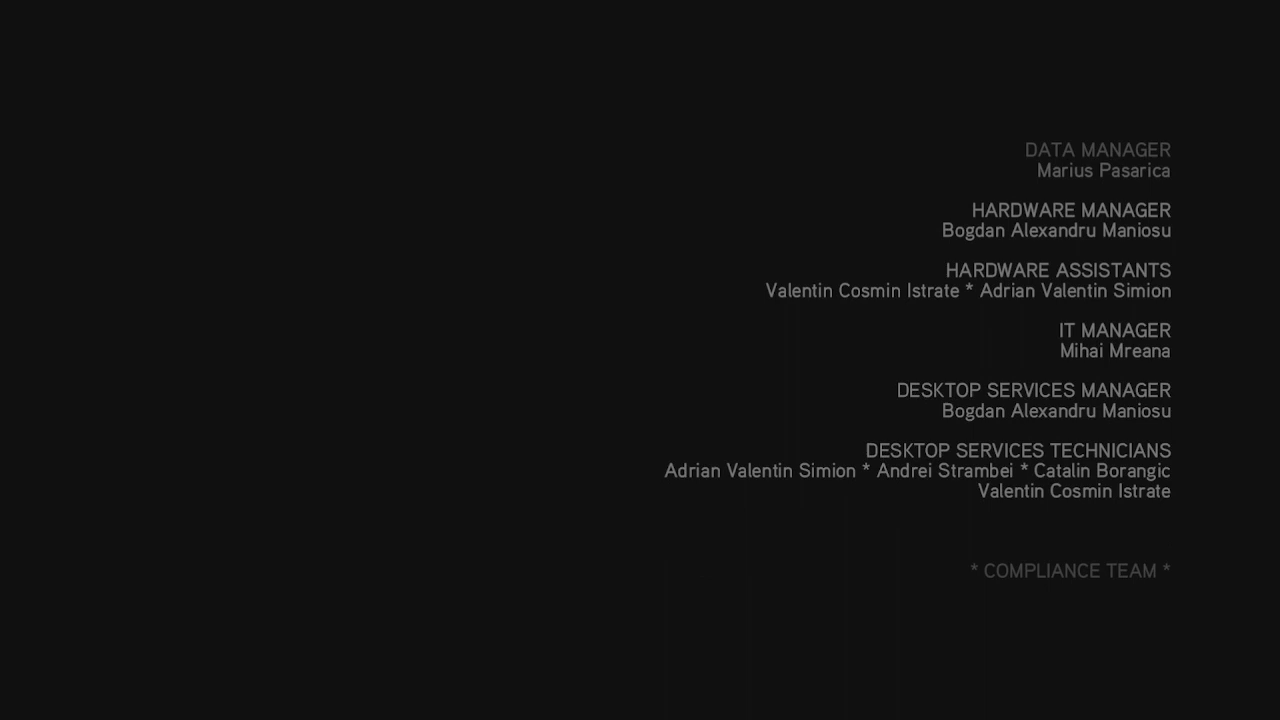 DATA MANAGER
Marius Pasarica
HARDWARE MANAGER
Bogdan Alexandru Maniosu
HARDWARE ASSISTANTS
Valentin Cosmin Istrate * Adrian Valentin Simion
IT MANAGER
Mihai Mreana
DESKTOP SERVICES MANAGER
Bogdan Alexandru Maniosu
DESKTOP SERVICES TECHNICIANS
Adrian Valentin Simion * Andrei Strambei * Catalin Borangic
Valentin Cosmin Istrate
* COMPLIANCE TEAM *